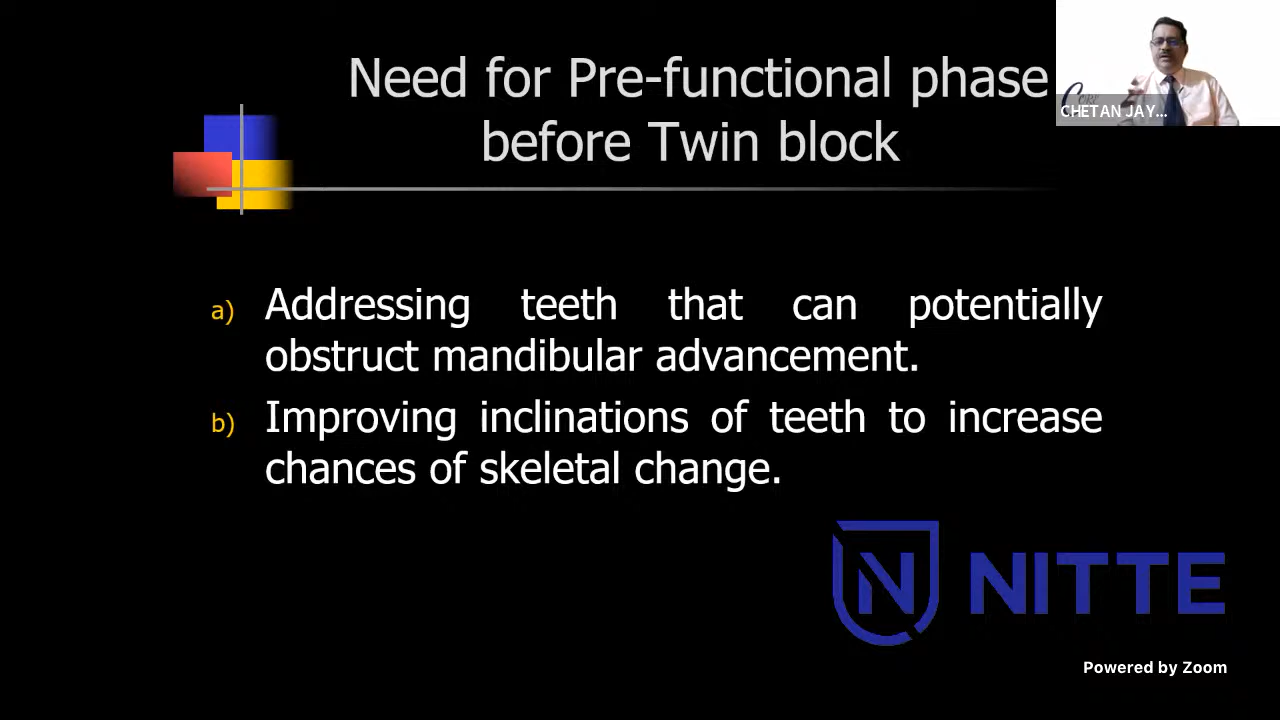 Need for Pre-functional phase
before Twin block
CHETAN JAY...
a) Addressing teeth that can potentially
obstruct mandibular advancement.
b) Improving inclinations of teeth to increase
chances of skeletal change.
N NITTE
Powered by Zoom